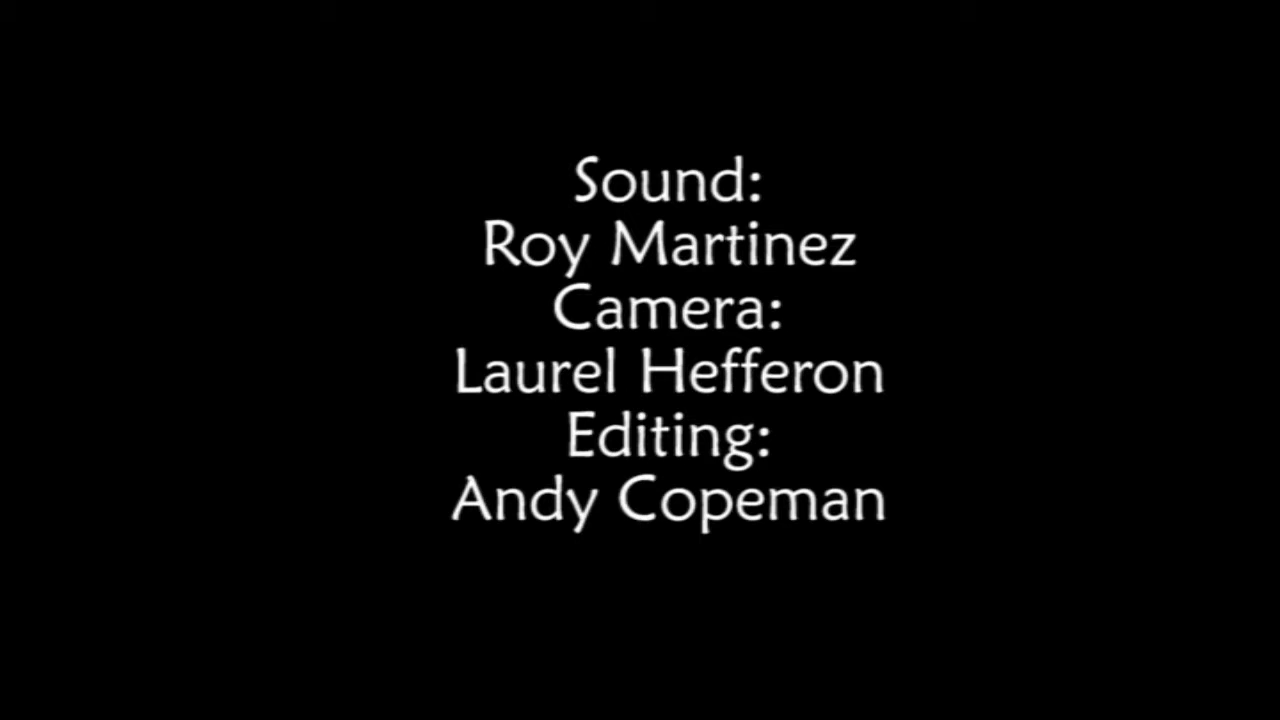 Sound:
Roy Martinez
Camera:
Laurel Hefferon
Editing:
Andy Copeman